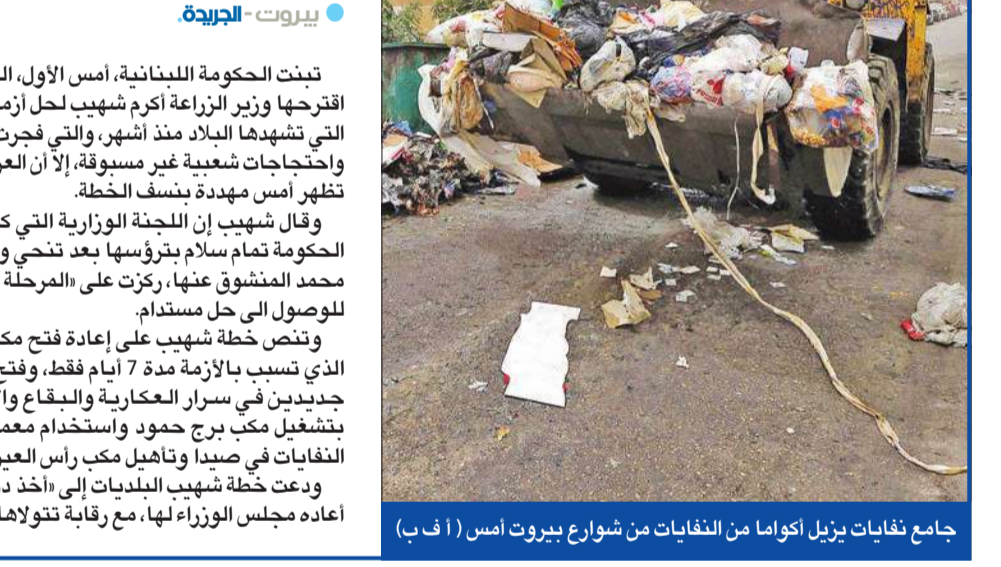 بيروت - الجريدة.
تبنت الحكومة اللبنانية، أمس الأول،
اقترحها وزير الزراعة أكرم شهيب لحل
التي تشهدها البلاد منذ أشهر، والتي فجرت
واحتجاجات شعبية غير مسبوقة، إلا أن
تظهر أمس مهددة بنسف الخطة.
وقال شهيب إن اللجنة الوزارية التي
الحكومة تمام سلام بترؤسها بعد تنحي
محمد المنشوق عنها، ركزت على «المرحلة
للوصول الى حل مستدام.
وتنص خطة شهيب على إعادة فتح
الذي تسبب بالأزمة مدة 7 أيام فقط،
جديدين في سرار العكارية والبقاع
بتشغيل مكب برج حمود واستخدام
النفايات في صيدا وتأهيل مكب رأس
ودعت خطة شهيب البلديات إلى «أخذ
أعاده مجلس الوزراء لها، مع رقابة
جامع نفايات يزيل أكواما من النفايات من شوارع بيروت أمس ( أ ف ب)